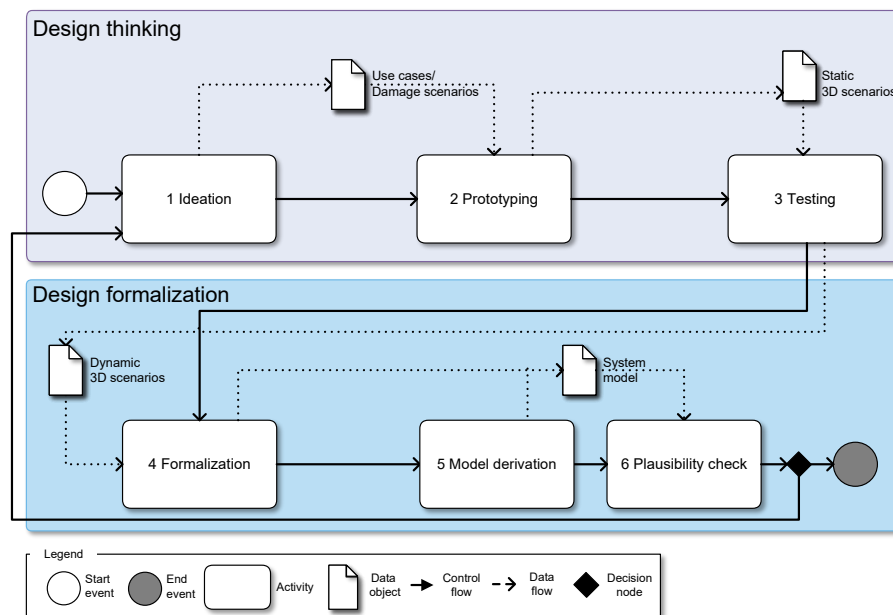 Design thinking
Use cases/
Damage scenarios
Static
3D scenarios
1 Ideation
2 Prototyping
3 Testing
Design formalization
Dynamic
3D scenarios
System
model
4 Formalization
5 Model derivation
6 Plausibility check
Legend
Start
event
End
event
Activity
Data
object
Control
flow
Data
flow
Decision
node